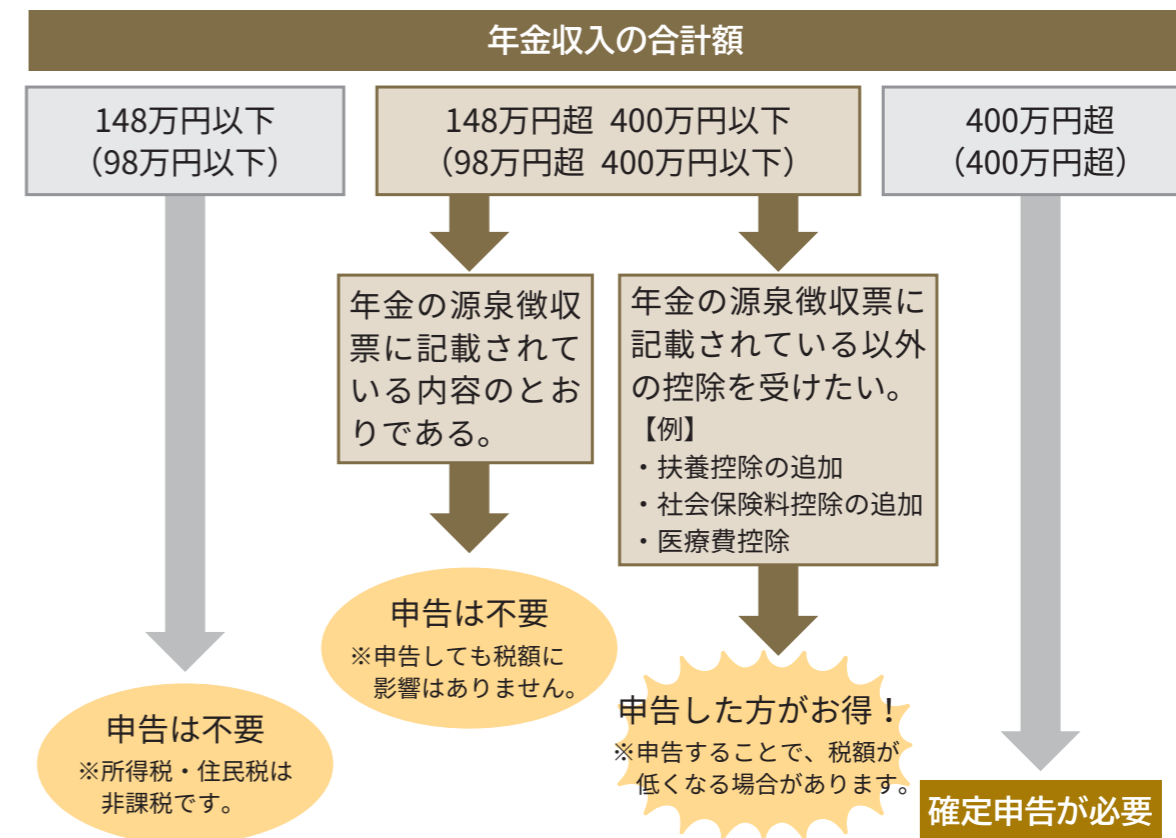 年金収入の合計額
148万円以下
（98万円以下）
148万円超 400万円以下
（98万円超 400万円以下）
400万円超
（400万円超）
年金の源泉徴収
票に記載されて
いる内容のとお
りである。
年金の源泉徴収票に
記載されている以外
の控除を受けたい。
【例】
・扶養控除の追加
・社会保険料控除の追加
・医療費控除
申告は不要
※申告しても税額に
影響はありません。
申告は不要
※所得税・住民税は
非課税です。
申告した方がお得！
※申告することで、税額が
低くなる場合があります。
確定申告が必要